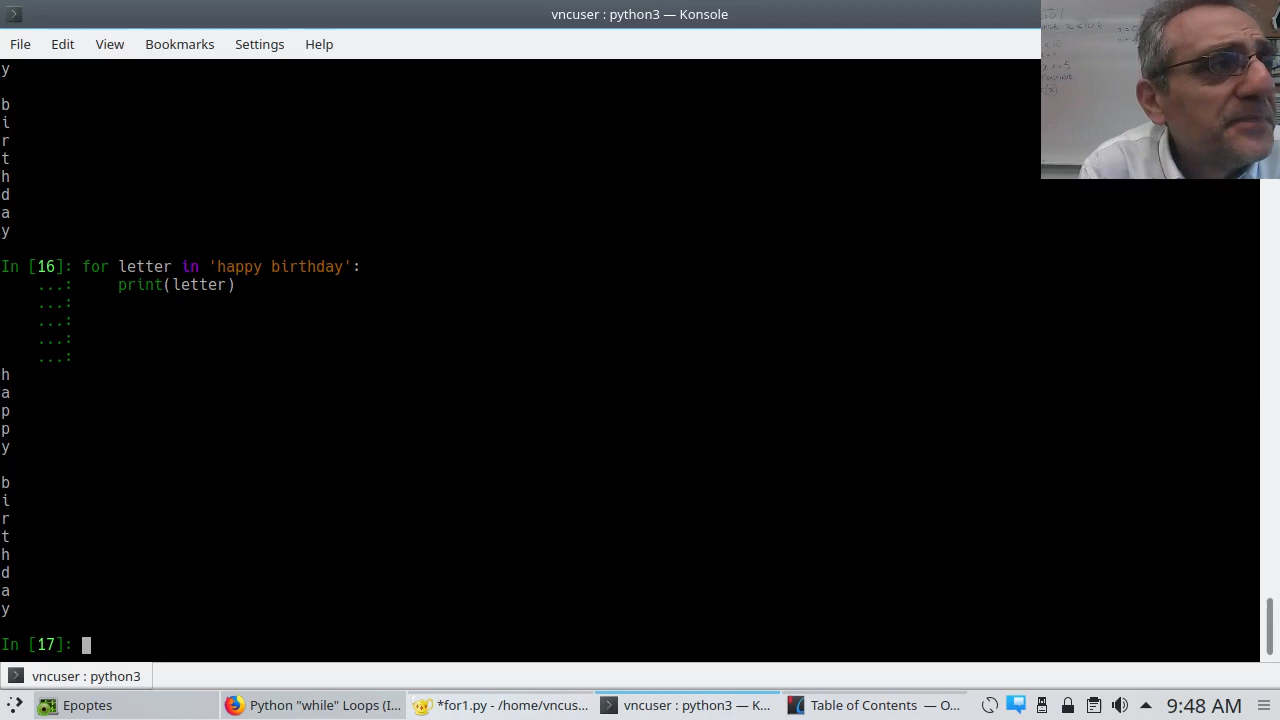 vncuser : python3 — Konsole
File Edit View Bookmarks Settings Help
y
b
i
r
t
h
d
a
y
In [16]: for letter in 'happy birthday':
...: print(letter)
...:
...:
...:
...:
h
a
p
p
y
b
i
r
t
h
d
a
y
In [17]:
vncuser : python3
Epoptes
Python "while" Loops (I...
*for1.py - /home/vncus...
vncuser : python3 — K...
Table of Contents — O...
9:48 AM